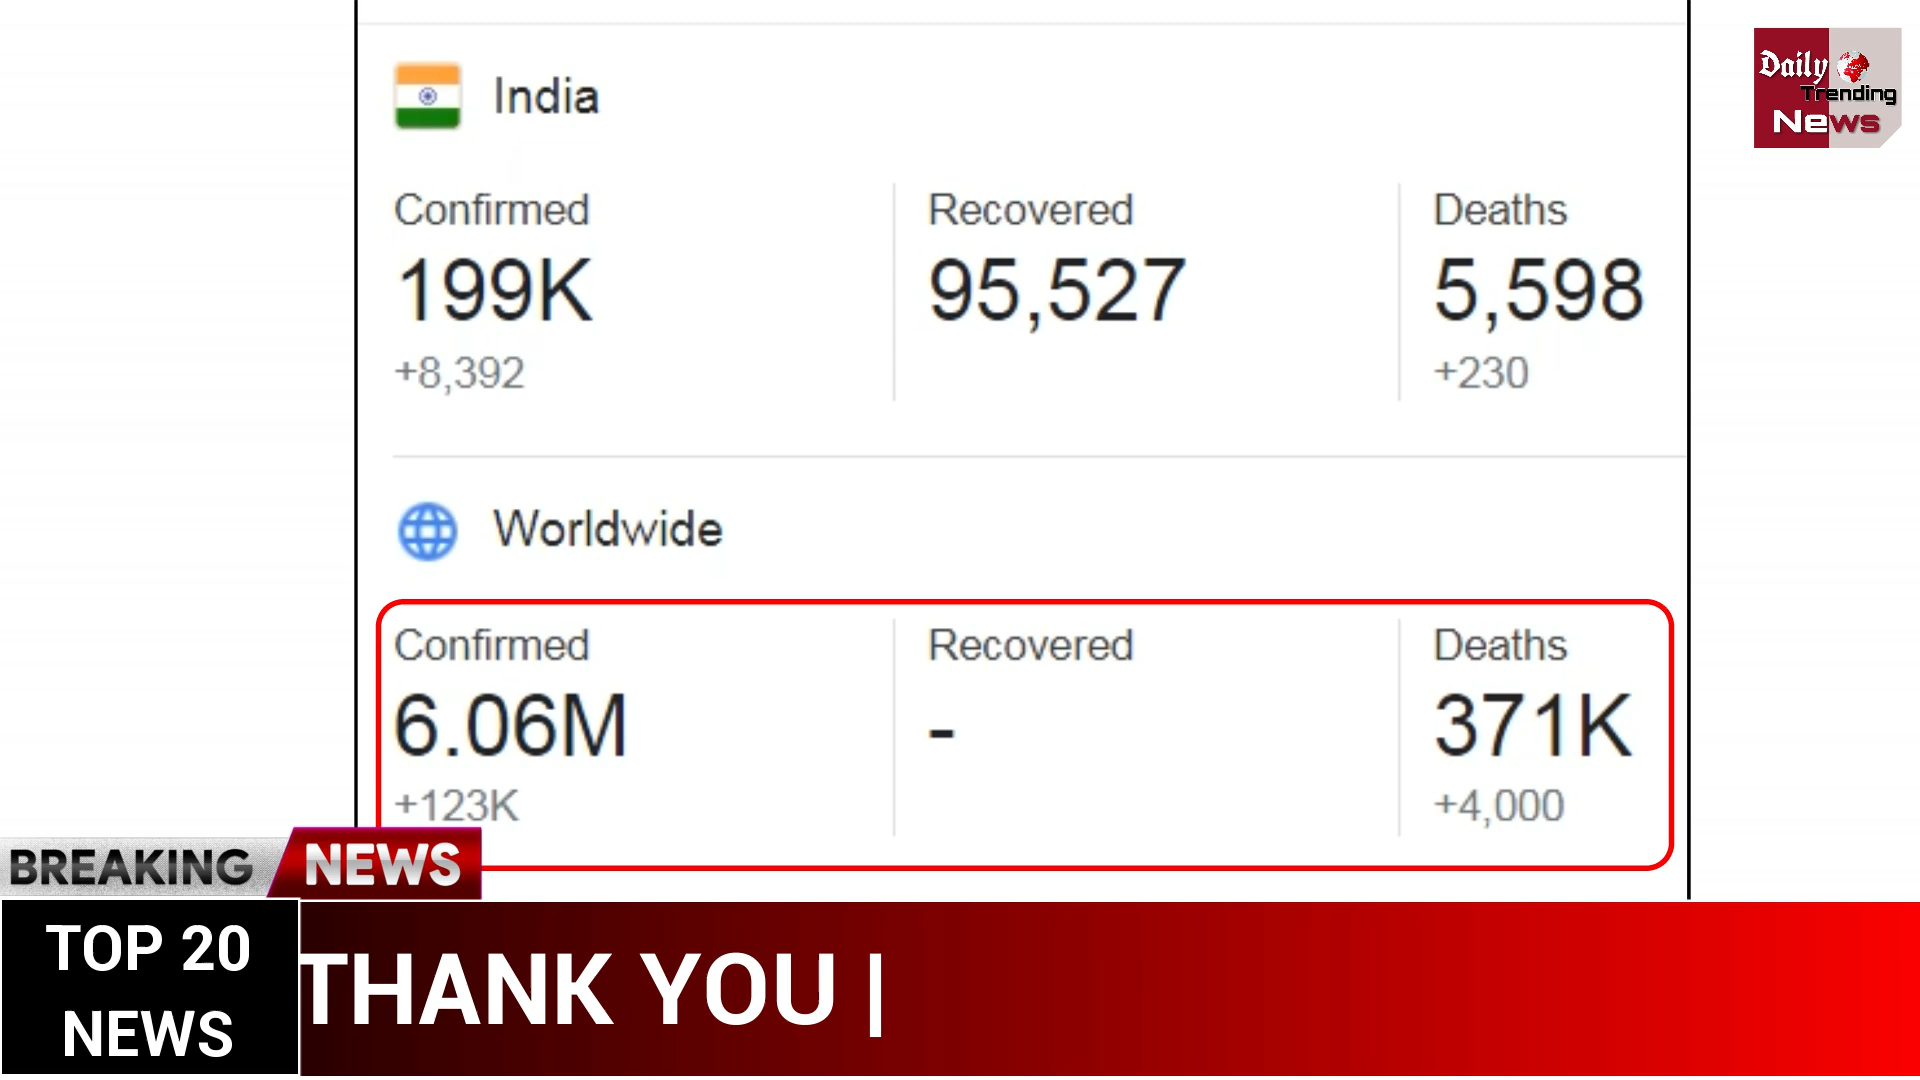 India
Confirmed Recovered Deaths
199K 95,527 5,598
+8,392 +230
Worldwide
Confirmed Recovered Deaths
6.06M - 371K
+123K +4,000
Daily
Trending
News
BREAKING NEWS
TOP 20
NEWS
THANK YOU |